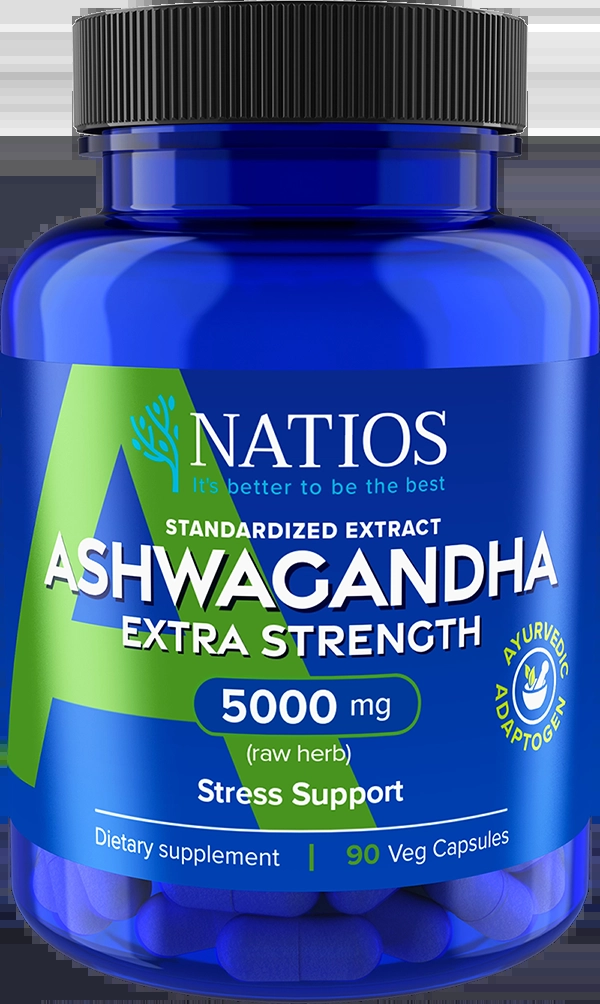 NATIOS
It's better to be the best
STANDARDIZED EXTRACT
ASHWAGANDHA
EXTRA STRENGTH
AYURVEDIC
ADAPTOGEN
5000 mg
(raw herb)
Stress Support
Dietary supplement | 90 Veg Capsules